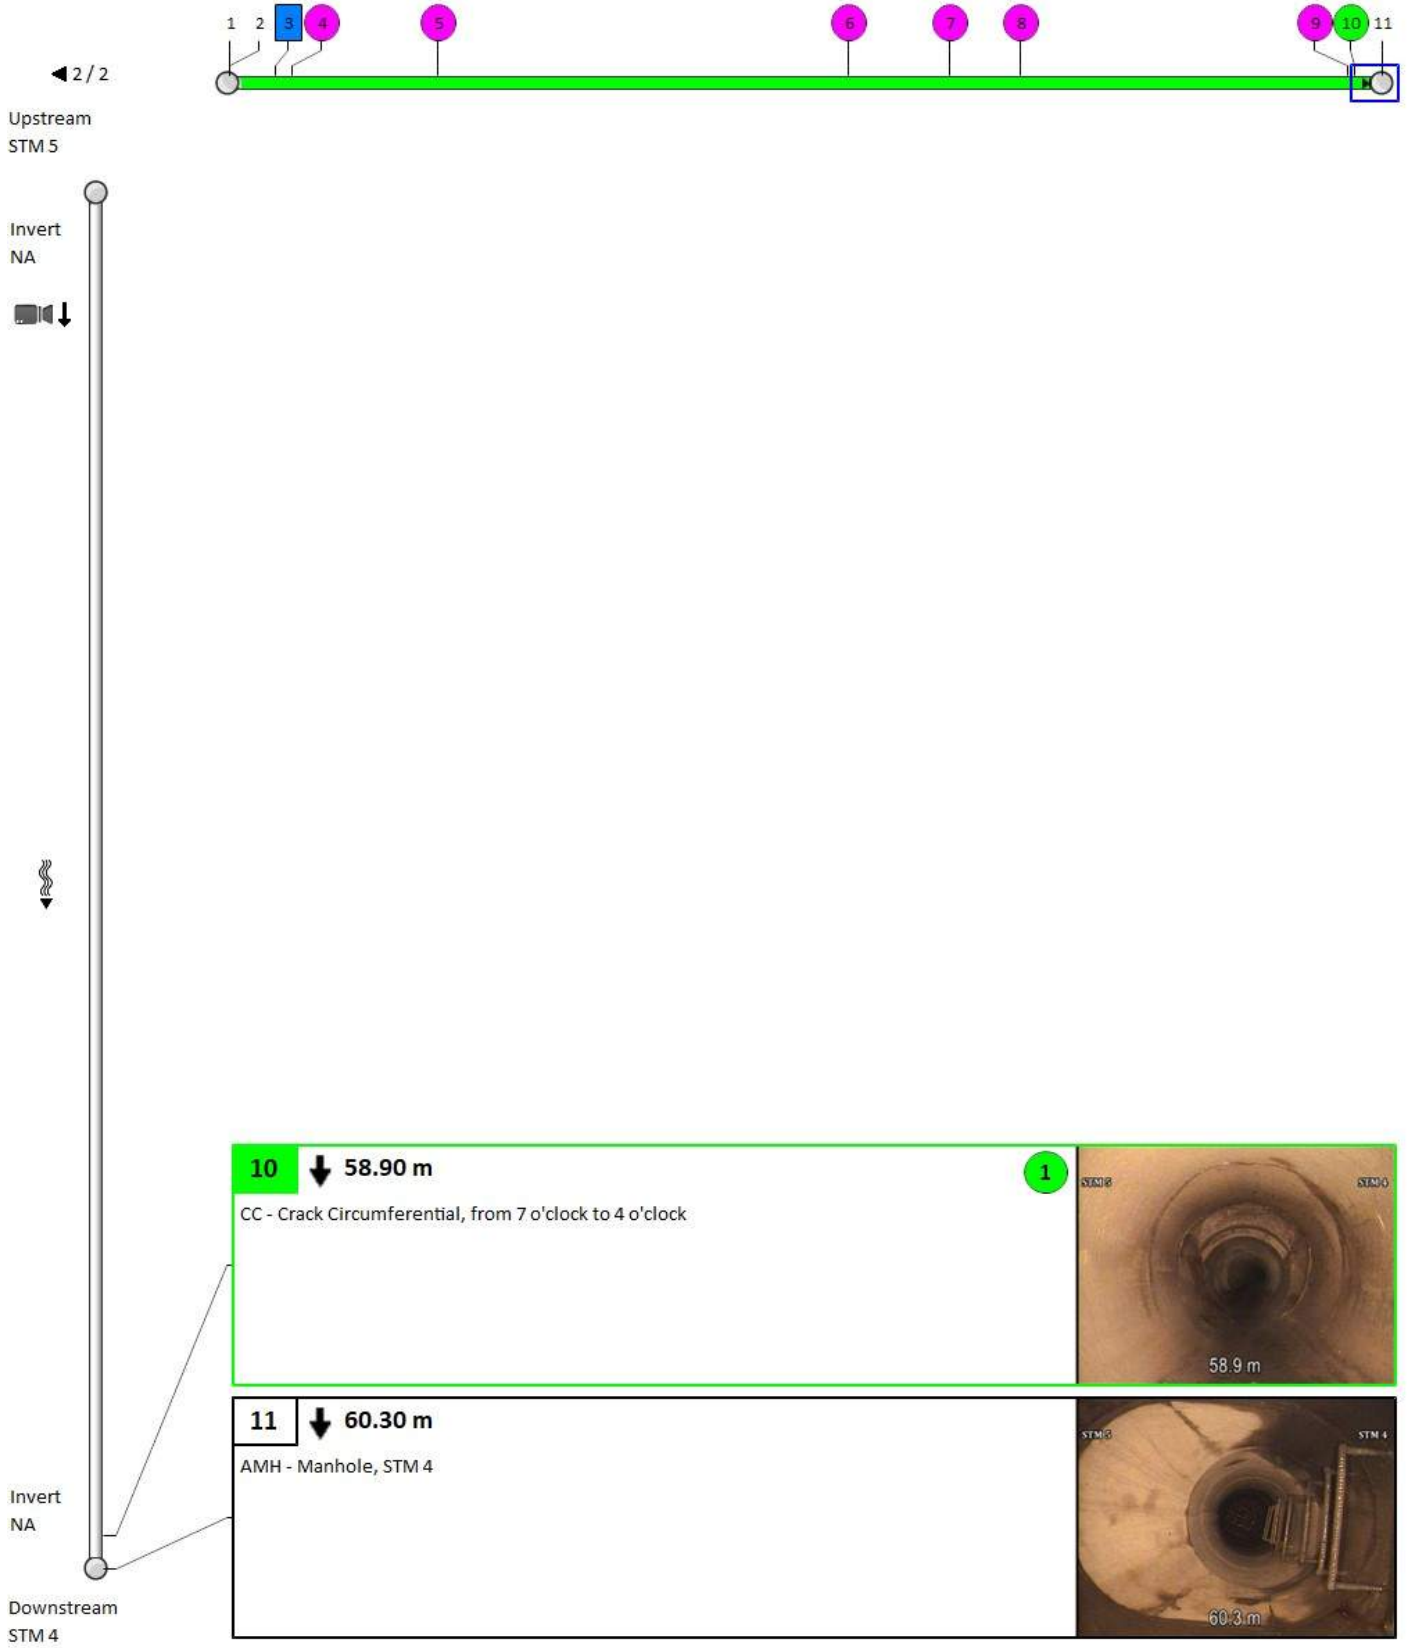 1 2 3 4 5 6 7 8 9 10 11
2 / 2
Upstream
STM 5
Invert
NA
10 58.90 m 1
CC - Crack Circumferential, from 7 o'clock to 4 o'clock
STM 5 STM 4
58.9 m
11 60.30 m
AMH - Manhole, STM 4
STM 5 STM 4
60.3 m
Invert
NA
Downstream
STM 4